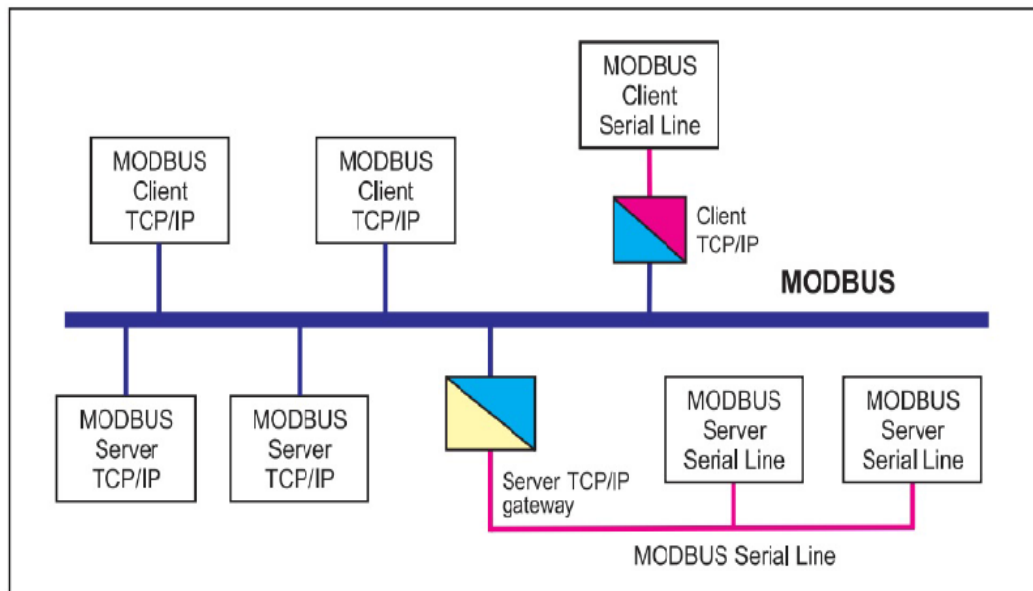 MODBUS
Client
Serial Line
MODBUS
Client
TCP/IP
MODBUS
Client
TCP/IP
Client
TCP/IP
MODBUS
MODBUS
Server
TCP/IP
MODBUS
Server
TCP/IP
Server TCP/IP
gateway
MODBUS
Server
Serial Line
MODBUS
Server
Serial Line
MODBUS Serial Line